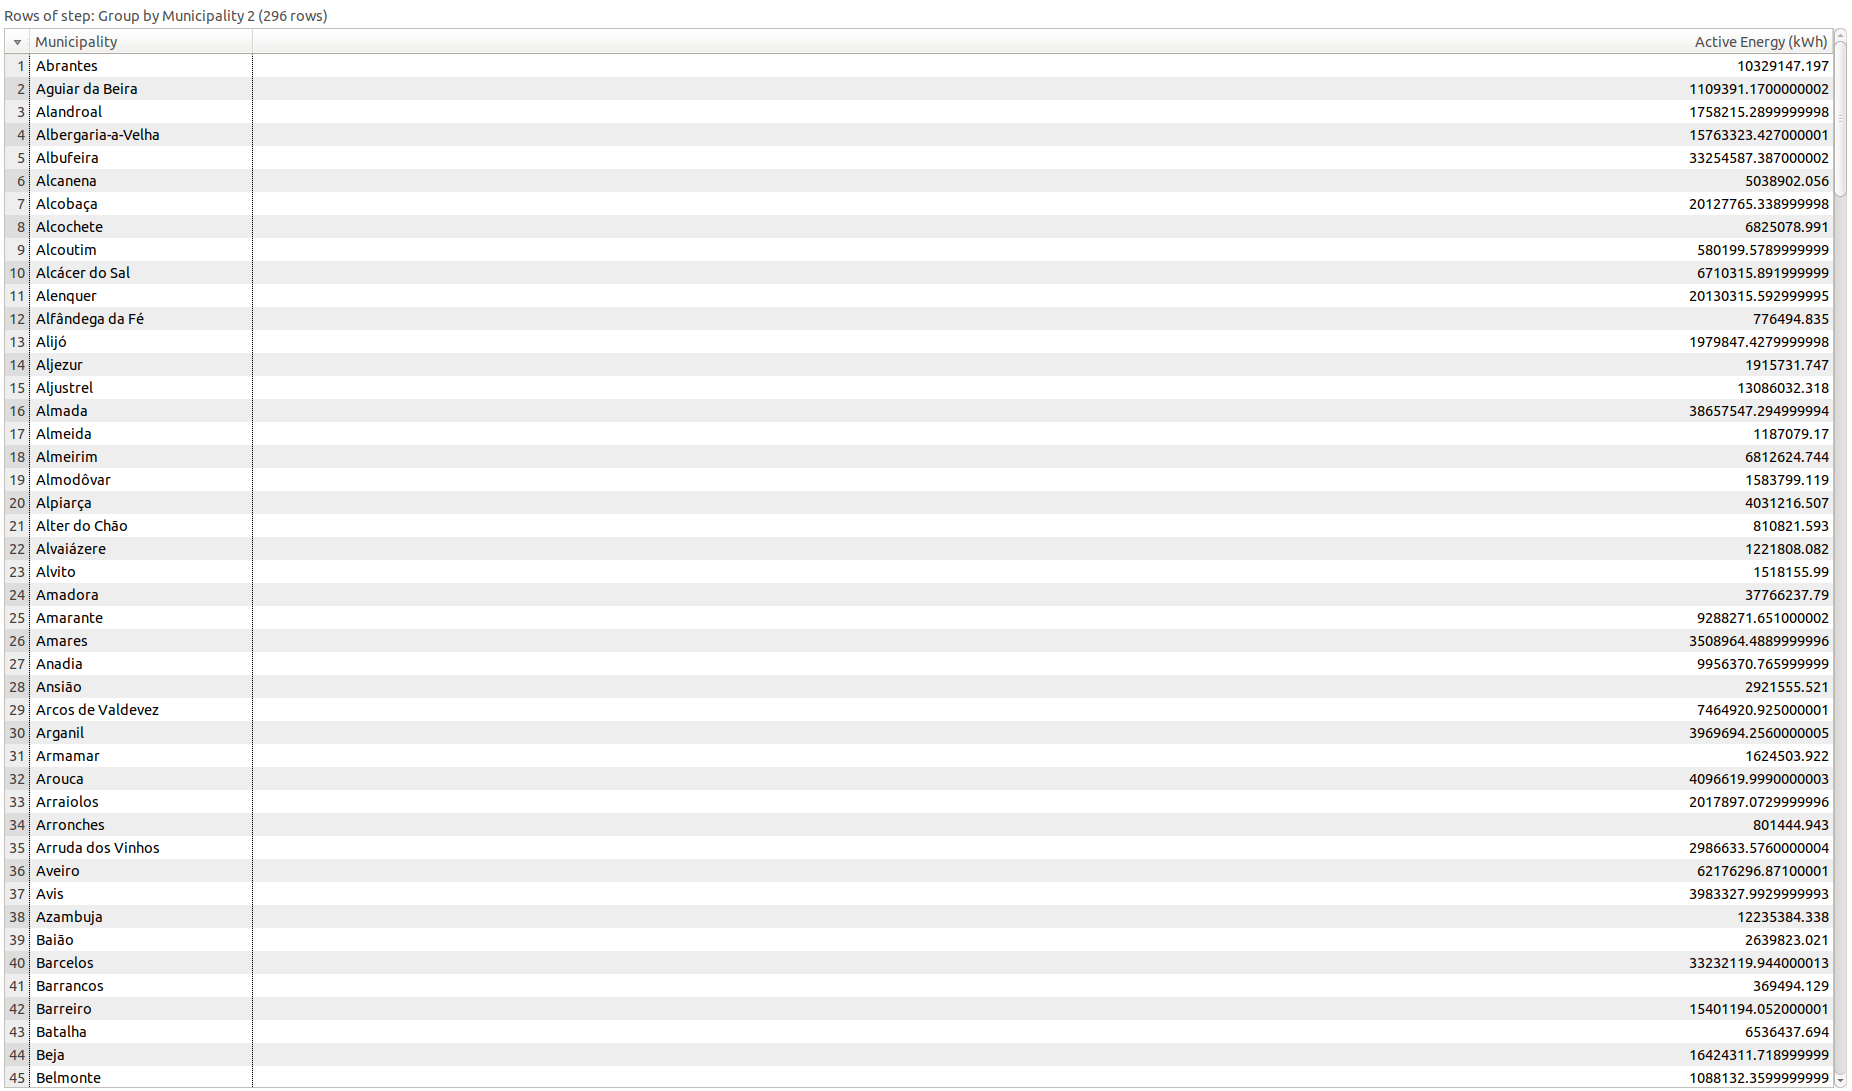 Rows of step: Group by Municipality 2 (296 rows)
Municipality Active Energy (kWh)
1 Abrantes 10329147.197
2 Aguiar da Beira 1109391.1700000002
3 Alandroal 1758215.2899999998
4 Albergaria-a-Velha 15763323.427000001
5 Albufeira 33254587.387000002
6 Alcanena 5038902.056
7 Alcobaça 20127765.338999998
8 Alcochete 6825078.991
9 Alcoutim 580199.5789999999
10 Alcácer do Sal 6710315.891999999
11 Alenquer 20130315.592999995
12 Alfândega da Fé 776494.835
13 Alijó 1979847.4279999998
14 Aljezur 1915731.747
15 Aljustrel 13086032.318
16 Almada 38657547.294999994
17 Almeida 1187079.17
18 Almeirim 6812624.744
19 Almodôvar 1583799.119
20 Alpiarça 4031216.507
21 Alter do Chão 810821.593
22 Alvaiázere 1221808.082
23 Alvito 1518155.99
24 Amadora 37766237.79
25 Amarante 9288271.651000002
26 Amares 3508964.4889999996
27 Anadia 9956370.765999999
28 Ansião 2921555.521
29 Arcos de Valdevez 7464920.925000001
30 Arganil 3969694.2560000005
31 Armamar 1624503.922
32 Arouca 4096619.9990000003
33 Arraiolos 2017897.0729999996
34 Arronches 801444.943
35 Arruda dos Vinhos 2986633.5760000004
36 Aveiro 62176296.87100001
37 Avis 3983327.9929999993
38 Azambuja 12235384.338
39 Baião 2639823.021
40 Barcelos 33232119.944000013
41 Barrancos 369494.129
42 Barreiro 15401194.052000001
43 Batalha 6536437.694
44 Beja 16424311.718999999
45 Belmonte 1088132.3599999999